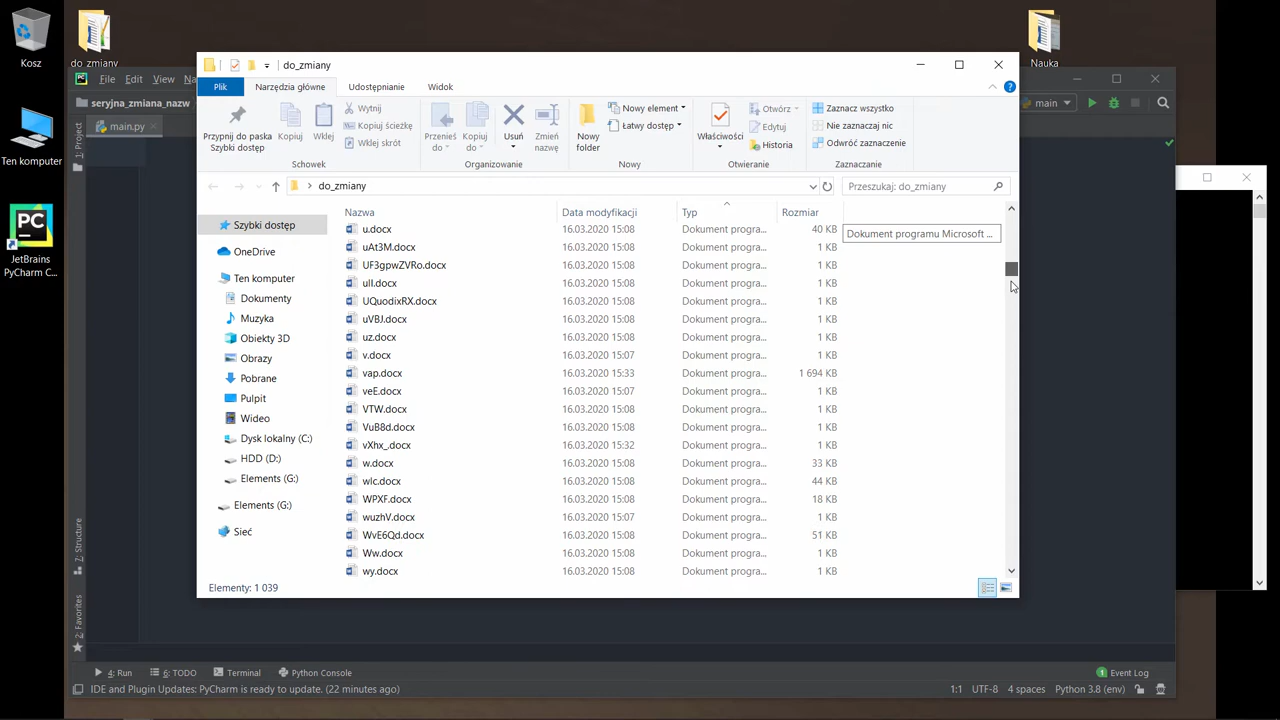 Kosz
do_zmiany
Nauka
Ten komputer
JetBrains
PyCharm C...
File Edit View Na
seryjna_zmiana_nazw
main
main.py
1: Project
7: Structure
2: Favorites
do_zmiany
Plik Narzędzia główne Udostępnianie Widok
Przypnij do paska
Szybki dostęp
Kopiuj
Wklej
Wytnij
Kopiuj ścieżkę
Wklej skrót
Schowek
Przenieś
do
Kopiuj
do
Usuń
Zmień
nazwę
Organizowanie
Nowy
folder
Nowy element
Łatwy dostęp
Nowy
Właściwości
Otwórz
Edytuj
Historia
Otwieranie
Zaznacz wszystko
Nie zaznaczaj nic
Odwróć zaznaczenie
Zaznaczanie
do_zmiany
Przeszukaj: do_zmiany
Szybki dostęp
OneDrive
Ten komputer
Dokumenty
Muzyka
Obiekty 3D
Obrazy
Pobrane
Pulpit
Wideo
Dysk lokalny (C:)
HDD (D:)
Elements (G:)
Elements (G:)
Sieć
Nazwa Data modyfikacji Typ Rozmiar
u.docx 16.03.2020 15:08 Dokument progra... 40 KB
uAt3M.docx 16.03.2020 15:08 Dokument progra... 1 KB
UF3gpwZVRo.docx 16.03.2020 15:08 Dokument progra... 1 KB
16.03.2020 15:08 Dokument progra... 1 KB
UQuodixRX.docx 16.03.2020 15:08 Dokument progra... 1 KB
uVBJ.docx 16.03.2020 15:08 Dokument progra... 1 KB
uz.docx 16.03.2020 15:08 Dokument progra... 1 KB
v.docx 16.03.2020 15:07 Dokument progra... 1 KB
vap.docx 16.03.2020 15:33 Dokument progra... 1 694 KB
veE.docx 16.03.2020 15:07 Dokument progra... 1 KB
VTW.docx 16.03.2020 15:08 Dokument progra... 1 KB
VuB8d.docx 16.03.2020 15:08 Dokument progra... 1 KB
vXhx_.docx 16.03.2020 15:32 Dokument progra... 1 KB
w.docx 16.03.2020 15:08 Dokument progra... 33 KB
16.03.2020 15:08 Dokument progra... 44 KB
WPXF.docx 16.03.2020 15:08 Dokument progra... 18 KB
wuzhV.docx 16.03.2020 15:07 Dokument progra... 1 KB
WvE6Qd.docx 16.03.2020 15:08 Dokument progra... 51 KB
Ww.docx 16.03.2020 15:08 Dokument progra... 1 KB
wy.docx 16.03.2020 15:08 Dokument progra... 1 KB
Dokument programu Microsoft ...
Elementy: 1 039
4: Run 6: TODO Terminal Python Console 1 Event Log
IDE and Plugin Updates: PyCharm is ready to update. (22 minutes ago) 1:1 UTF-8 4 spaces Python 3.8 (env)